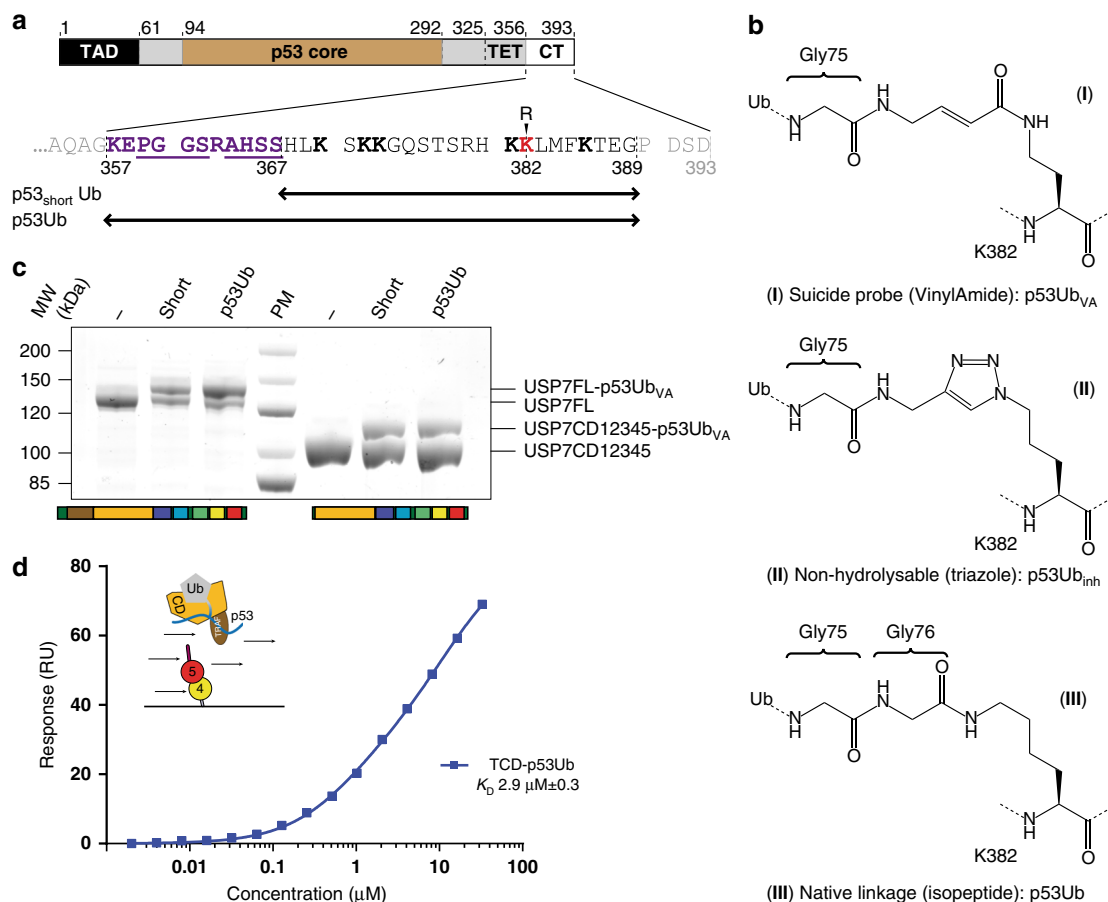 a
1 61 94 292 325 356 393
TAD p53 core TET CT
R
...AQAGKEPG GSRAHSSHLK SKKGQSTSRH KKLMFKTEGP DSD
357 367 382 389 393
p53short Ub
p53Ub
b
Gly75
Ub
N
H
O
H
N
O
NH
(I)
N
H
O
K382
(I) Suicide probe (VinylAmide): p53UbVA
Gly75
Ub
N
H
O
H
N
N=N
N
(II)
N
H
O
K382
(II) Non-hydrolysable (triazole): p53Ubinh
Gly75 Gly76
Ub
N
H
O
H
N
O
N
H
(III)
N
H
O
K382
(III) Native linkage (isopeptide): p53Ub
c
MW (kDa) – Short p53Ub PM – Short p53Ub
200
150
120
100
85
USP7FL-p53UbVA
USP7FL
USP7CD12345-p53UbVA
USP7CD12345
d
80
60
40
20
0
Response (RU)
Ub
CD
TRAF
p53
5
4
TCD-p53Ub
KD 2.9 μM±0.3
0.01 0.1 1 10 100
Concentration (μM)